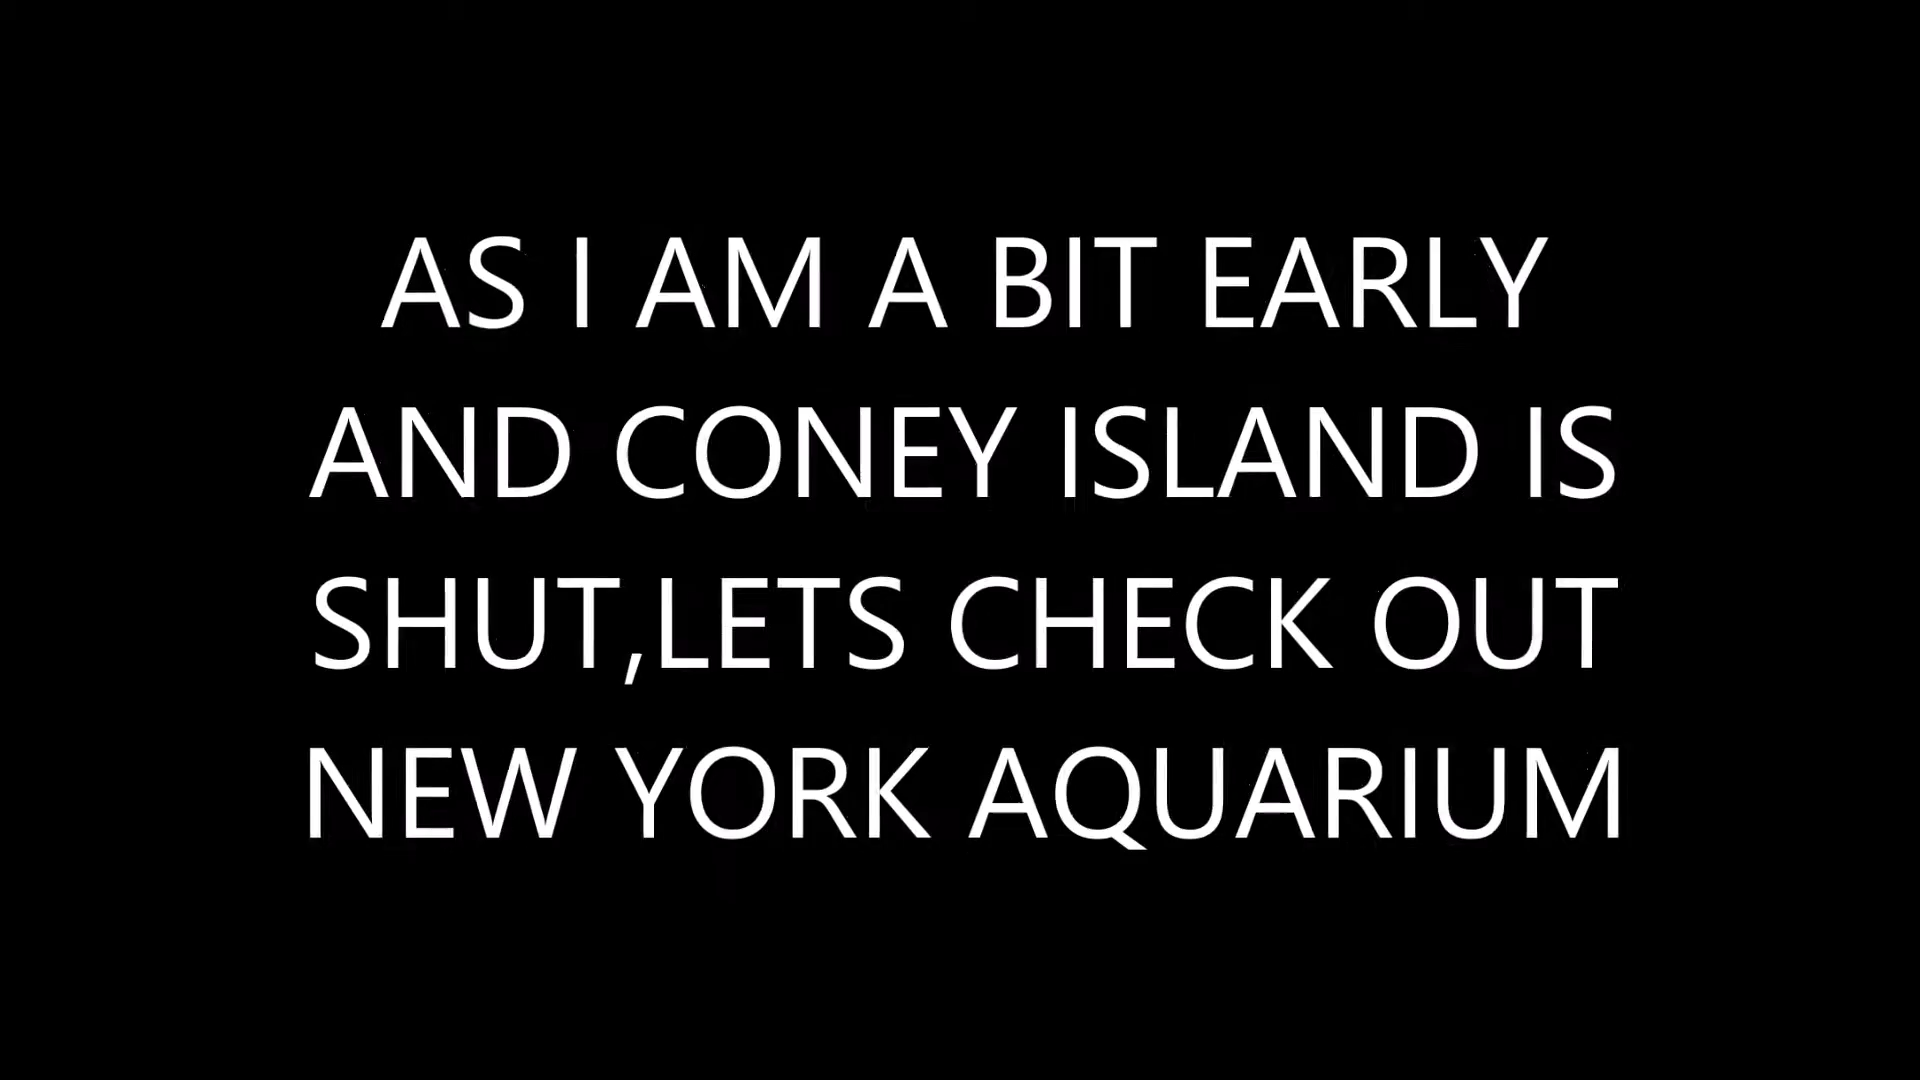 AS I AM A BIT EARLY
AND CONEY ISLAND IS
SHUT,LETS CHECK OUT
NEW YORK AQUARIUM